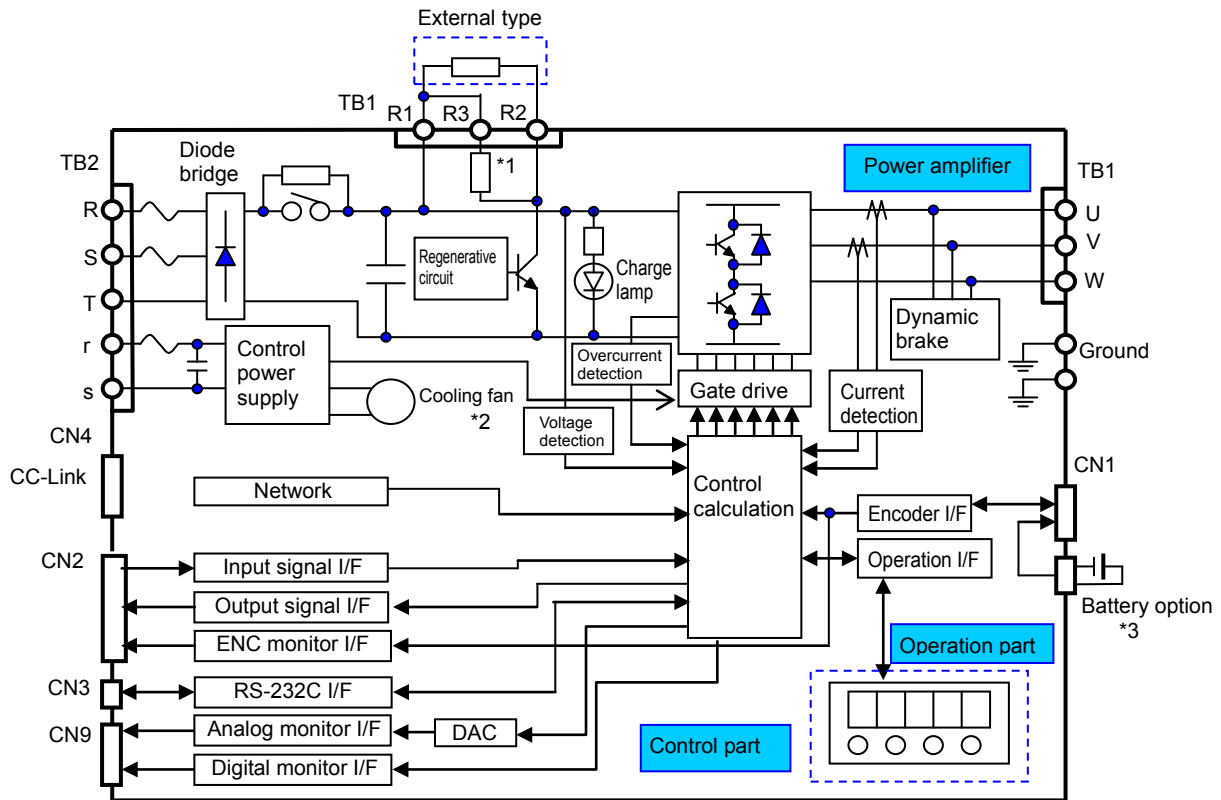 External type
TB1
R1
R3
R2
*1
Diode
bridge
TB2
Power amplifier
TB1
R
S
T
r
s
U
V
W
Regenerative
circuit
Charge
lamp
Dynamic
brake
Ground
Control
power
supply
Overcurrent
detection
Cooling fan
*2
Gate drive
Current
detection
Voltage
detection
CN4
CC-Link
CN1
Network
Control
calculation
Encoder I/F
CN2
Input signal I/F
Operation I/F
Output signal I/F
Battery option
*3
ENC monitor I/F
Operation part
CN3
RS-232C I/F
CN9
Analog monitor I/F
DAC
Control part
Digital monitor I/F